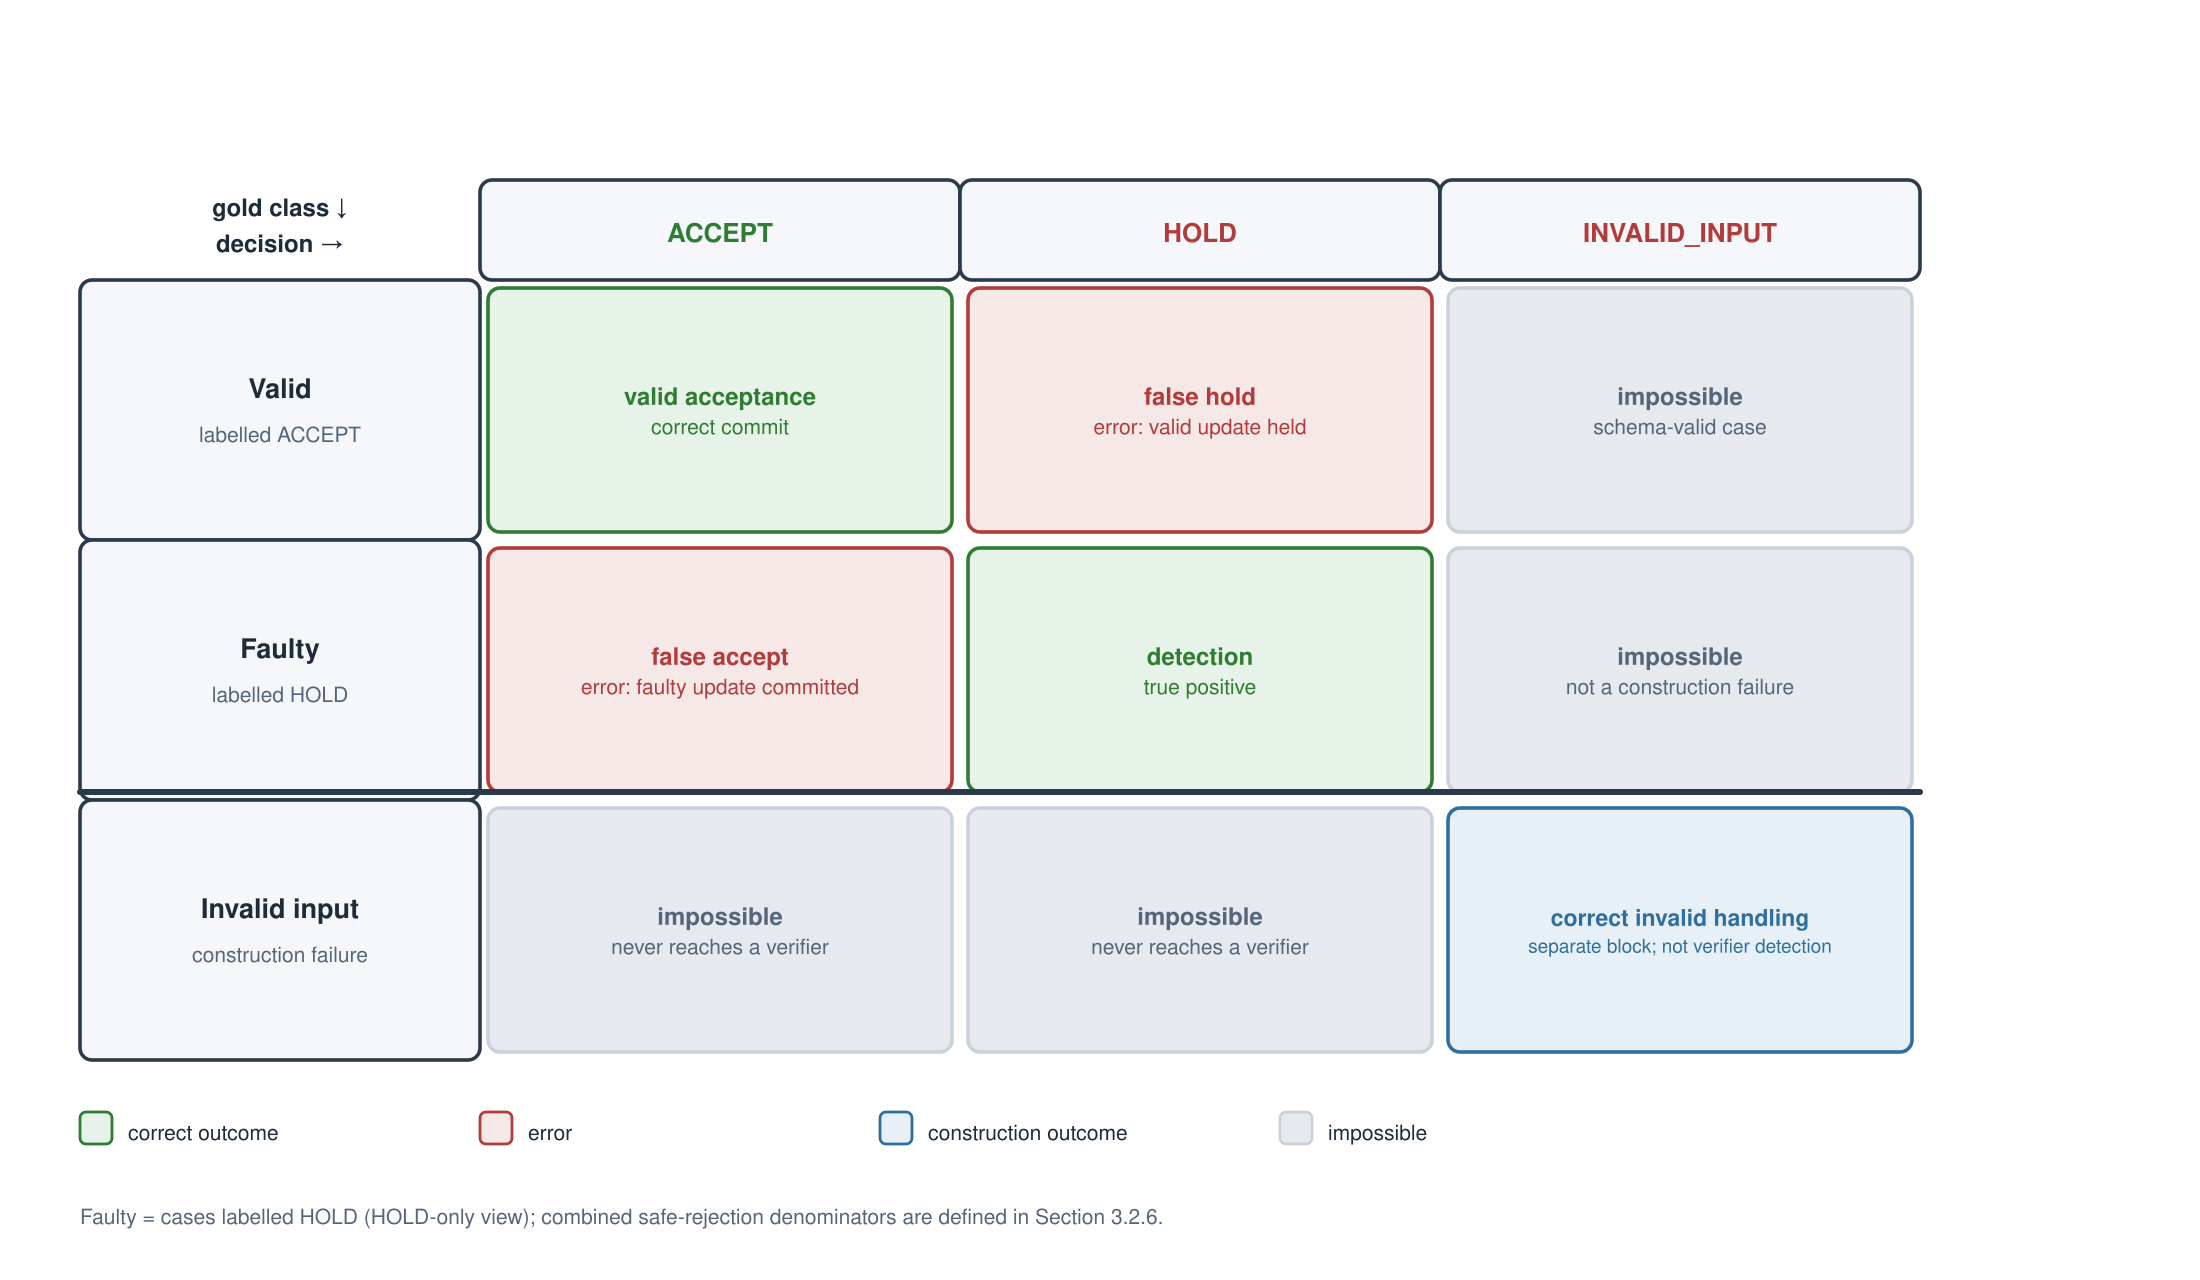 gold class ↓
decision →
ACCEPT
HOLD
INVALID_INPUT
Valid
labelled ACCEPT
valid acceptance
correct commit
false hold
error: valid update held
impossible
schema-valid case
Faulty
labelled HOLD
false accept
error: faulty update committed
detection
true positive
impossible
not a construction failure
Invalid input
construction failure
impossible
never reaches a verifier
impossible
never reaches a verifier
correct invalid handling
separate block; not verifier detection
correct outcome
error
construction outcome
impossible
Faulty = cases labelled HOLD (HOLD-only view); combined safe-rejection denominators are defined in Section 3.2.6.